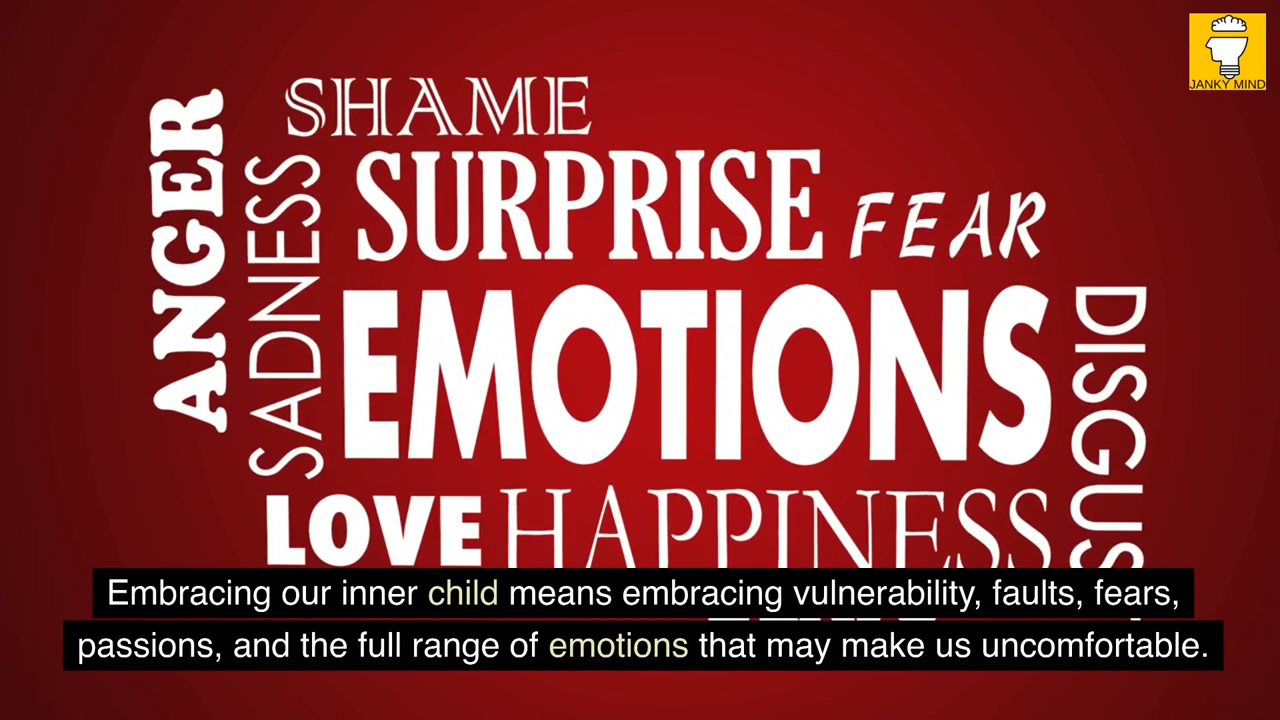 JANKY MIND
SHAME
ANGER
SADNESS
SURPRISE
FEAR
EMOTIONS
DISGUS
LOVE HAPPINESS
Embracing our inner child means embracing vulnerability, faults, fears,
passions, and the full range of emotions that may make us uncomfortable.